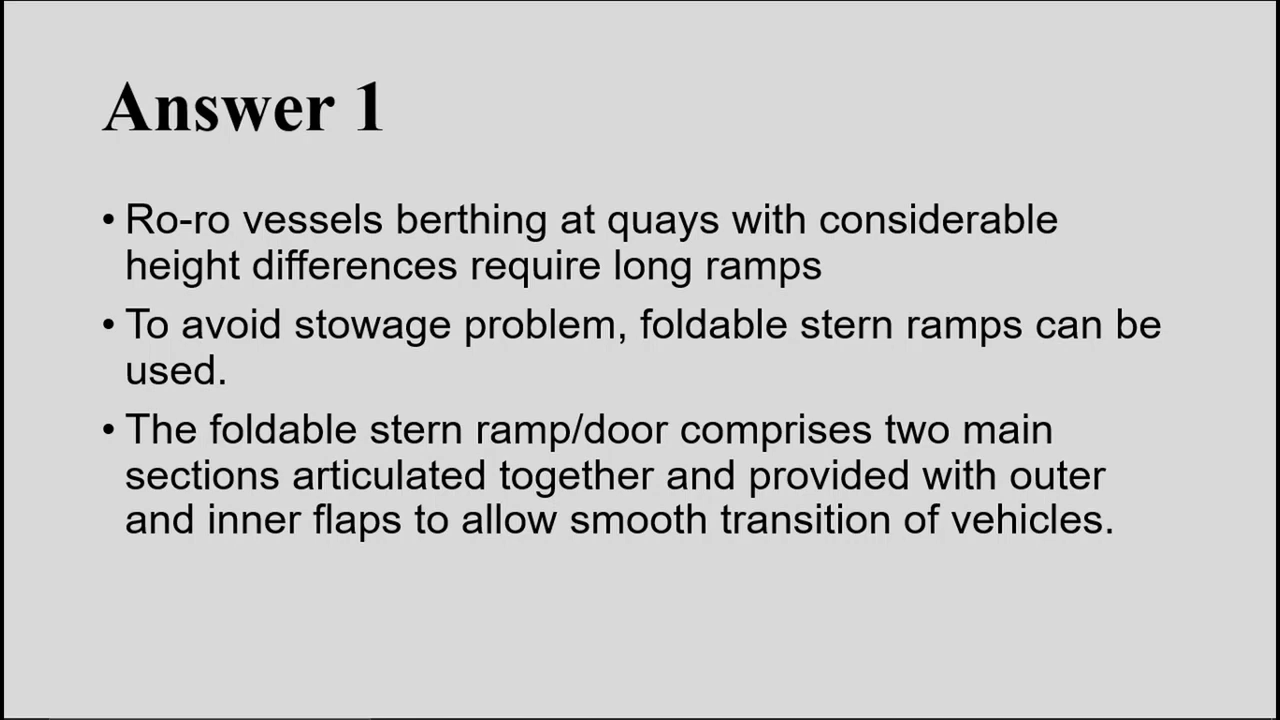 Answer 1
• Ro-ro vessels berthing at quays with considerable
height differences require long ramps
• To avoid stowage problem, foldable stern ramps can be
used.
• The foldable stern ramp/door comprises two main
sections articulated together and provided with outer
and inner flaps to allow smooth transition of vehicles.